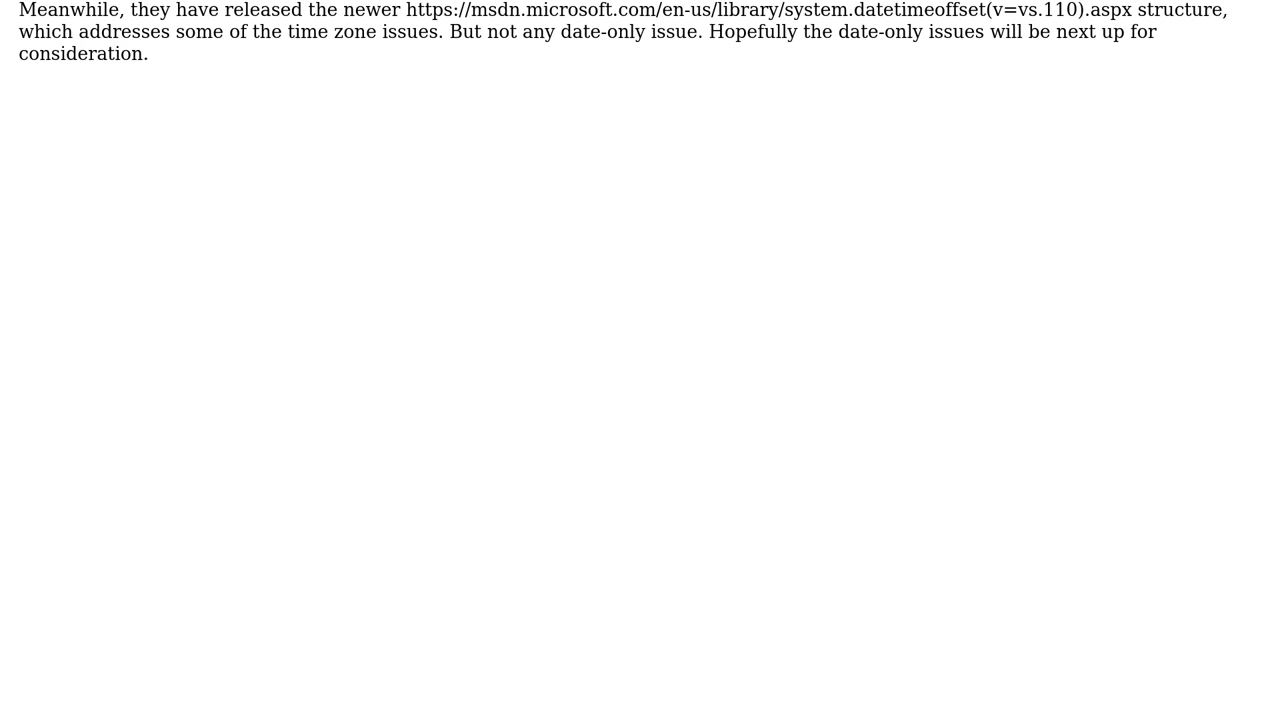 Meanwhile, they have released the newer https://msdn.microsoft.com/en-us/library/system.datetimeoffset(v=vs.110).aspx structure,
which addresses some of the time zone issues. But not any date-only issue. Hopefully the date-only issues will be next up for
consideration.